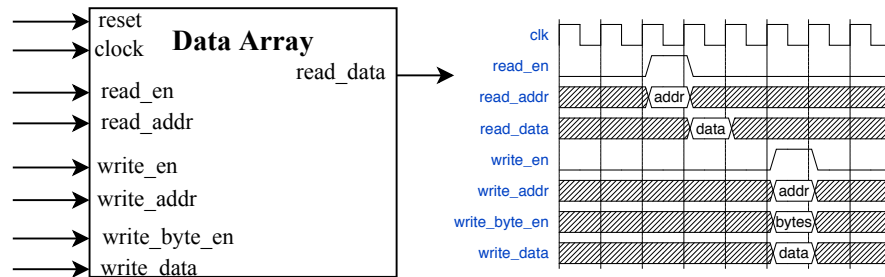 reset
clock
Data Array
read_data
read_en
read_addr
write_en
write_addr
write_byte_en
write_data
clk
read_en
read_addr
addr
read_data
data
write_en
write_addr
addr
write_byte_en
bytes
write_data
data